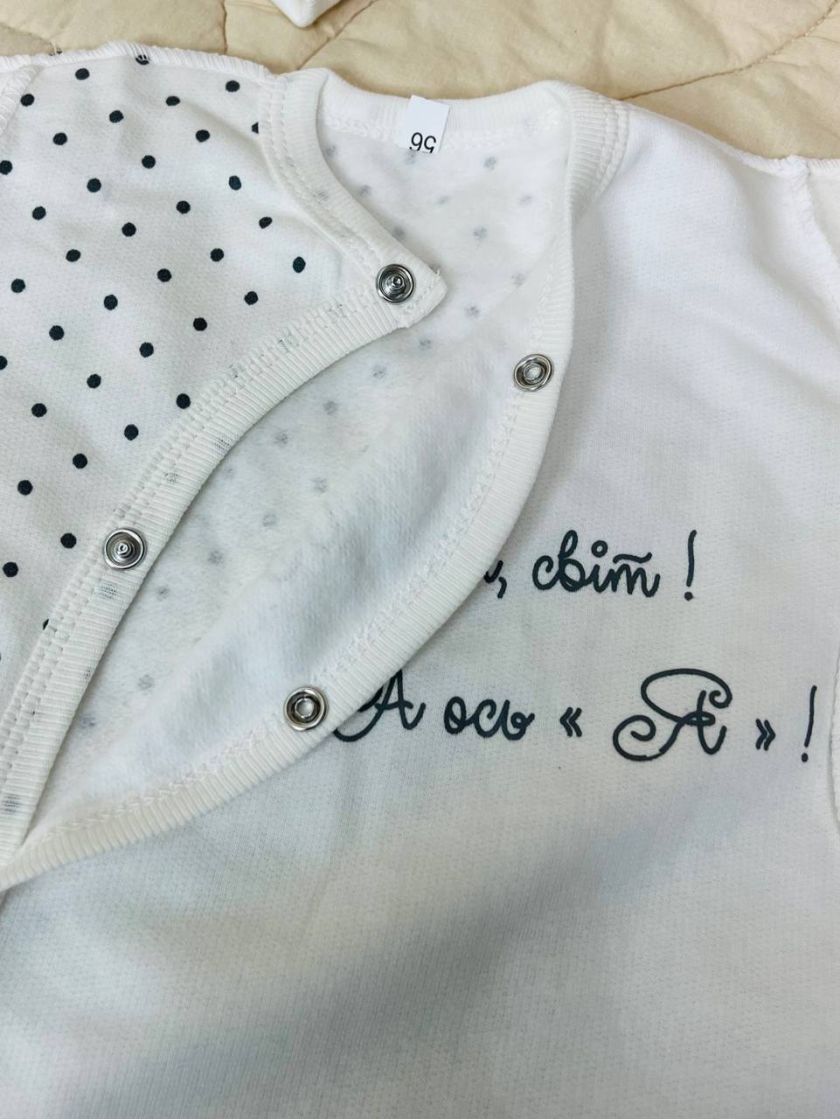 56
, світ !
А ось « Я » !